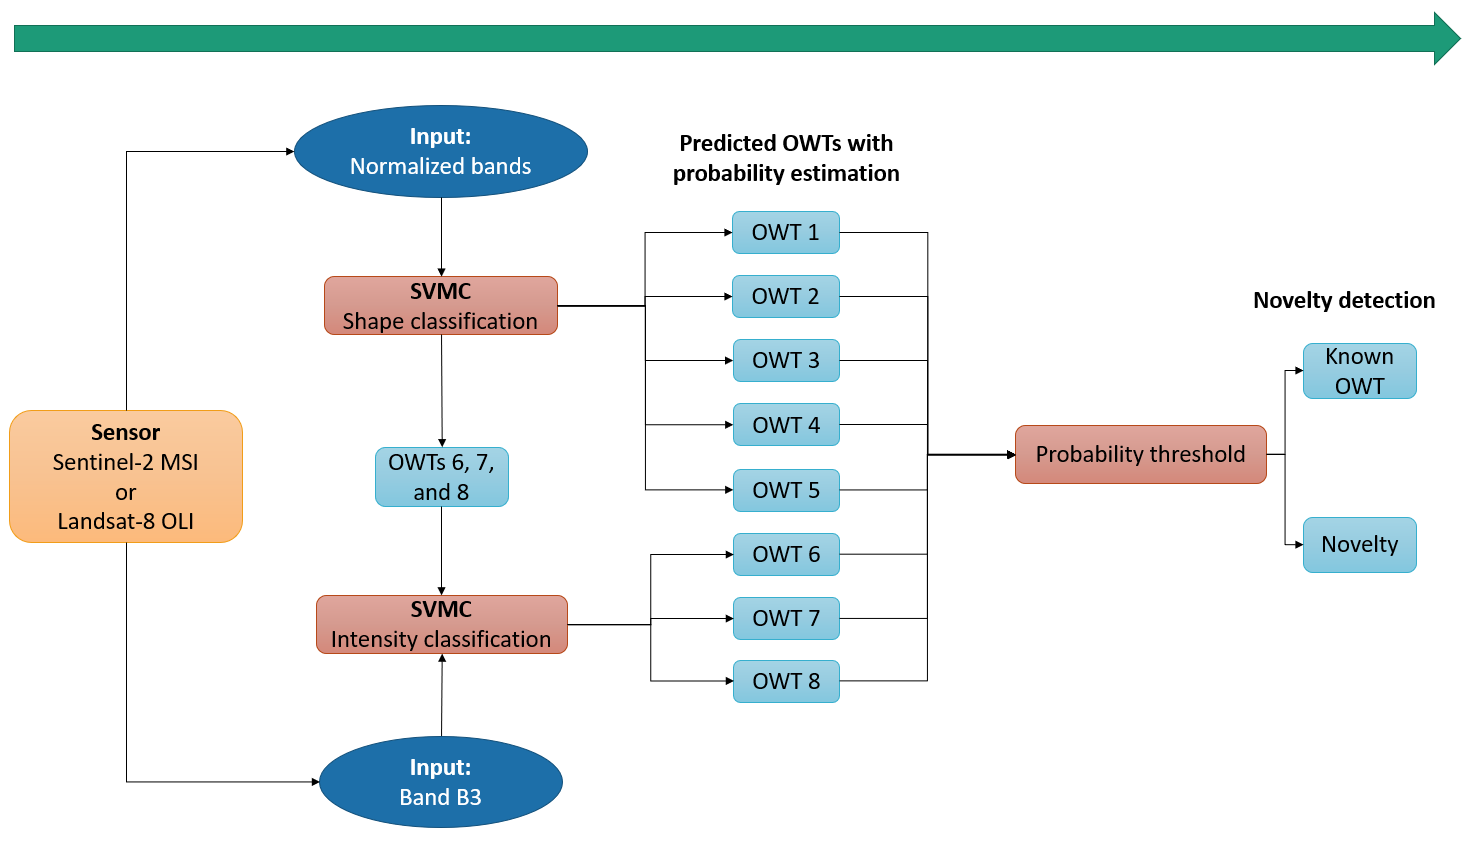 Input:
Normalized bands
Predicted OWTs with
probability estimation
OWT 1
SVMC
Shape classification
OWT 2
Novelty detection
OWT 3
Known
OWT
Sensor
Sentinel-2 MSI
or
Landsat-8 OLI
OWT 4
Probability threshold
OWTs 6, 7,
and 8
OWT 5
OWT 6
Novelty
SVMC
Intensity classification
OWT 7
OWT 8
Input:
Band B3